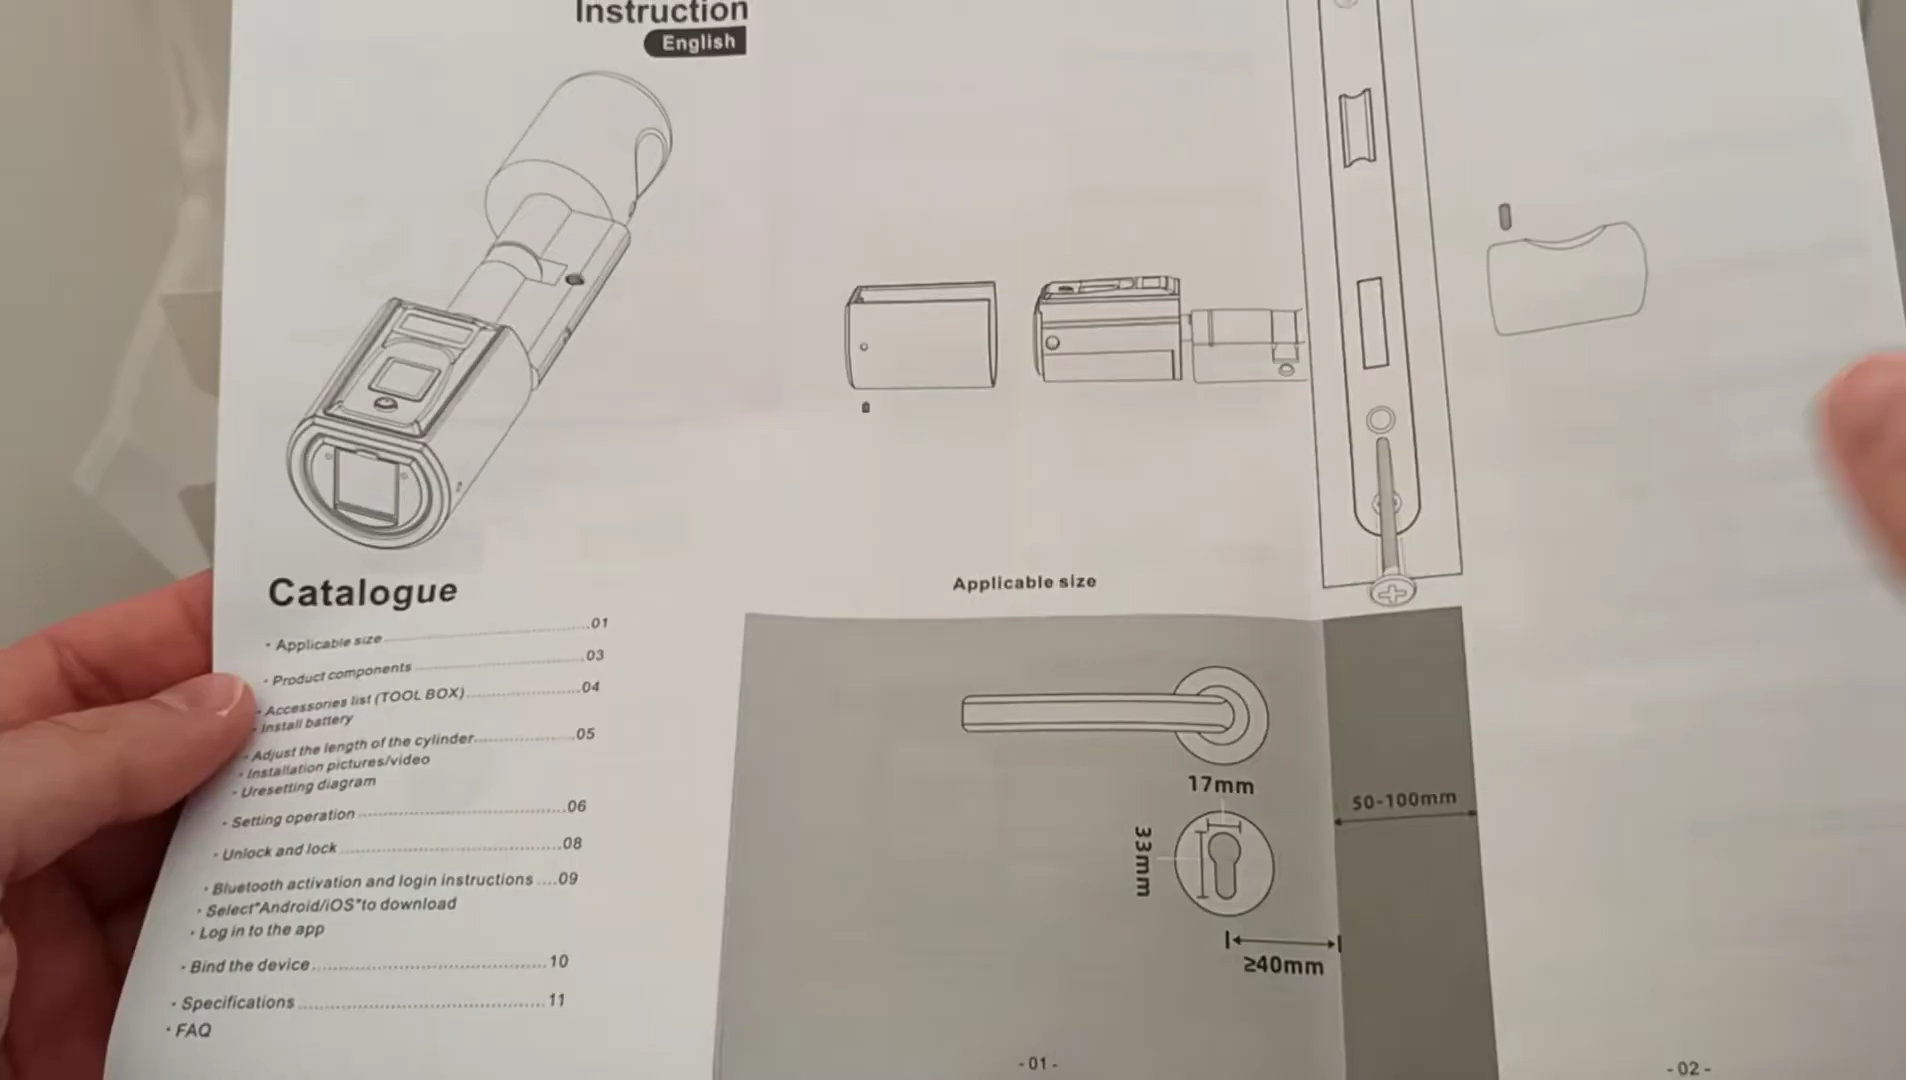 Instruction
English
Catalogue
· Applicable size ........................................ 01
· Product components ................................ 03
· Accessories list (TOOL BOX) ..................... 04
· Install battery
· Adjust the length of the cylinder .................... 05
· Installation pictures/video
· Uresetting diagram
· Setting operation ........................................ 06
· Unlock and lock .......................................... 08
· Bluetooth activation and login instructions ....09
· Select"Android/iOS"to download
· Log in to the app
· Bind the device .......................................... 10
· Specifications ............................................ 11
· FAQ
Applicable size
17mm
33mm
50-100mm
≥40mm
- 01 -
- 02 -